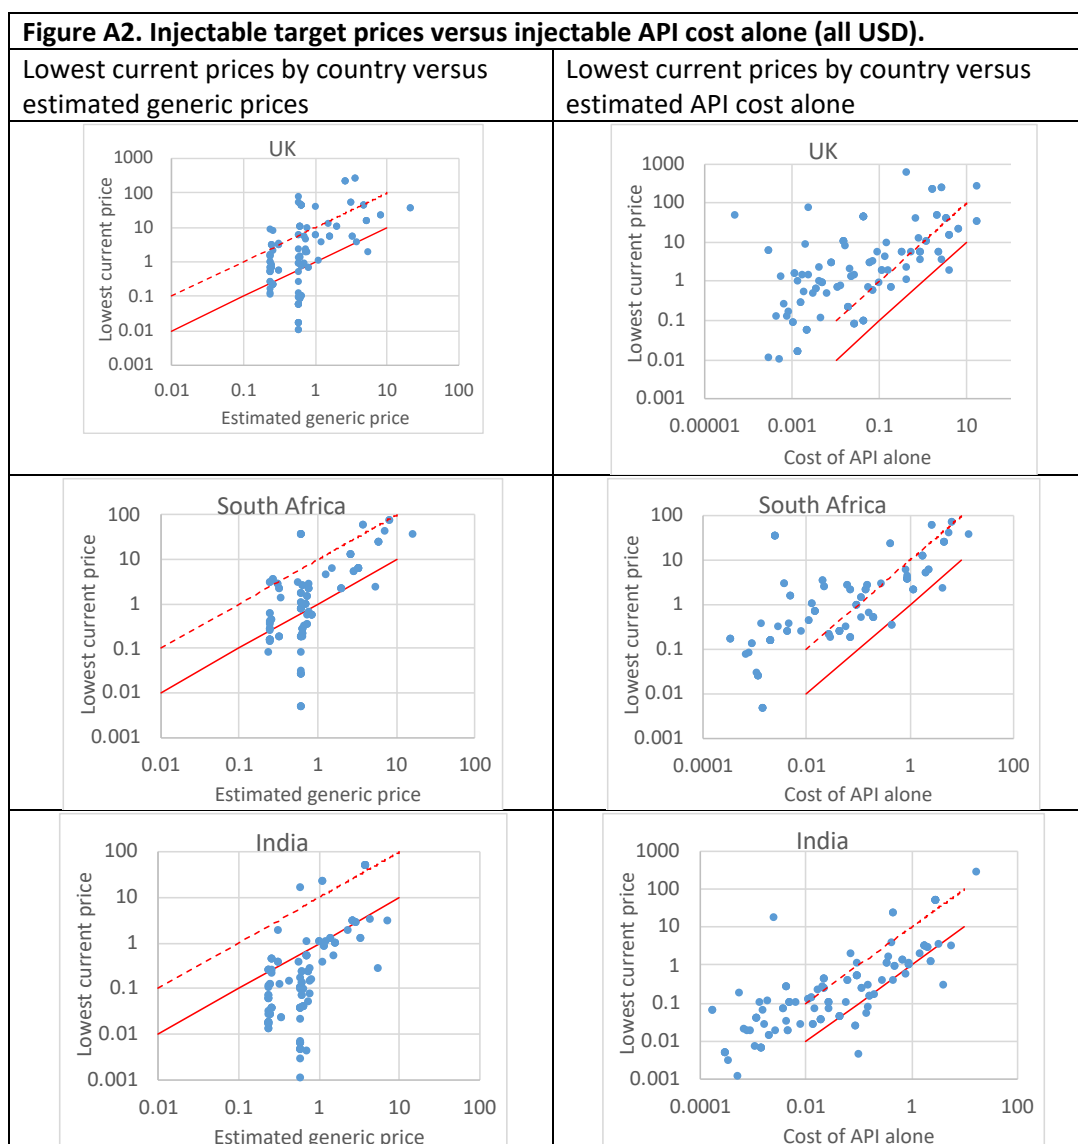 Figure A2. Injectable target prices versus injectable API cost alone (all USD).
Lowest current prices by country versus
estimated generic prices
Lowest current prices by country versus
estimated API cost alone
UK
Lowest current price
1000
100
10
1
0.1
0.01
0.001
0.01 0.1 1 10 100
Estimated generic price
UK
Lowest current price
1000
100
10
1
0.1
0.01
0.001
0.00001 0.001 0.1 10
Cost of API alone
South Africa
Lowest current price
100
10
1
0.1
0.01
0.001
0.01 0.1 1 10 100
Estimated generic price
South Africa
Lowest current price
100
10
1
0.1
0.01
0.001
0.0001 0.01 1 100
Cost of API alone
India
Lowest current price
100
10
1
0.1
0.01
0.001
0.01 0.1 1 10 100
Estimated generic price
India
Lowest current price
1000
100
10
1
0.1
0.01
0.001
0.0001 0.01 1 100
Cost of API alone